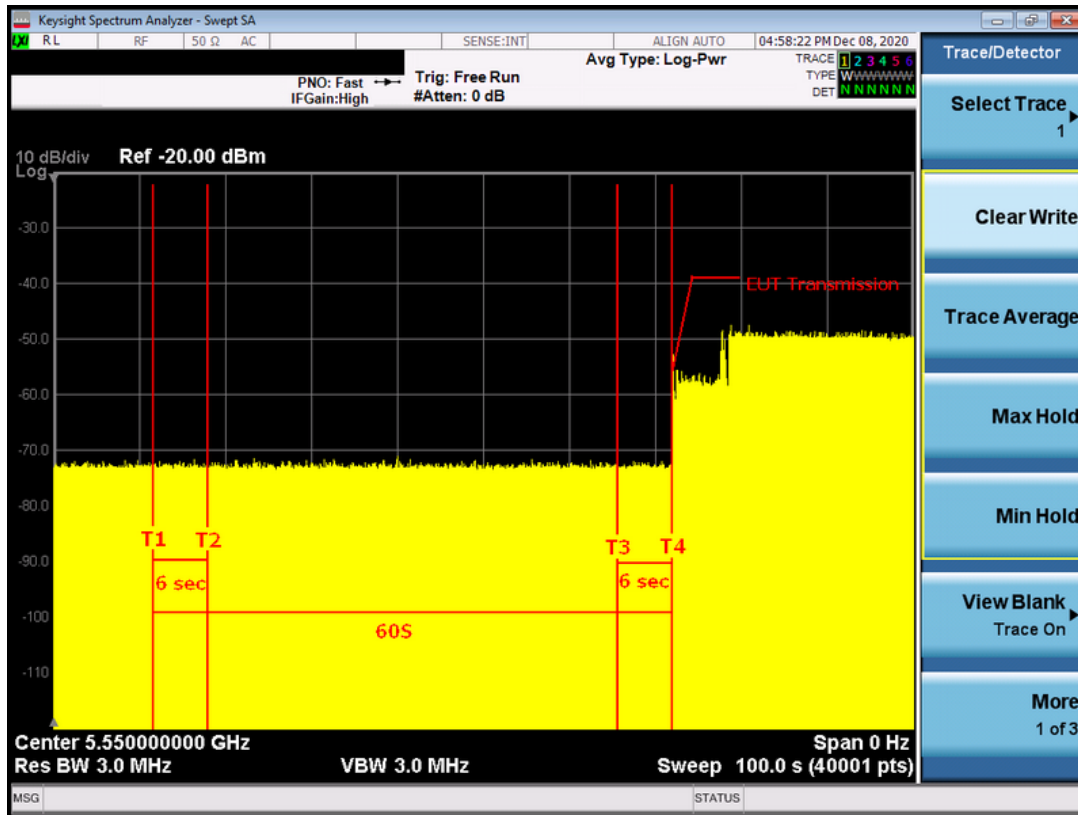 Keysight Spectrum Analyzer - Swept SA
LXI RL RF 50 Ω AC SENSE:INT ALIGN AUTO 04:58:22 PM Dec 08, 2020
Avg Type: Log-Pwr
TRACE 1 2 3 4 5 6
TYPE WWWWWW
DET N N N N N N
PNO: Fast
IFGain:High
Trig: Free Run
#Atten: 0 dB
10 dB/div
Log
Ref -20.00 dBm
-30.0
-40.0
-50.0
-60.0
-70.0
-80.0
-90.0
-100
-110
EUT Transmission
T1
T2
T3
T4
6 sec
6 sec
60S
Center 5.550000000 GHz
Span 0 Hz
Res BW 3.0 MHz
VBW 3.0 MHz
Sweep 100.0 s (40001 pts)
MSG
STATUS
Trace/Detector
Select Trace
1
Clear Write
Trace Average
Max Hold
Min Hold
View Blank
Trace On
More
1 of 3